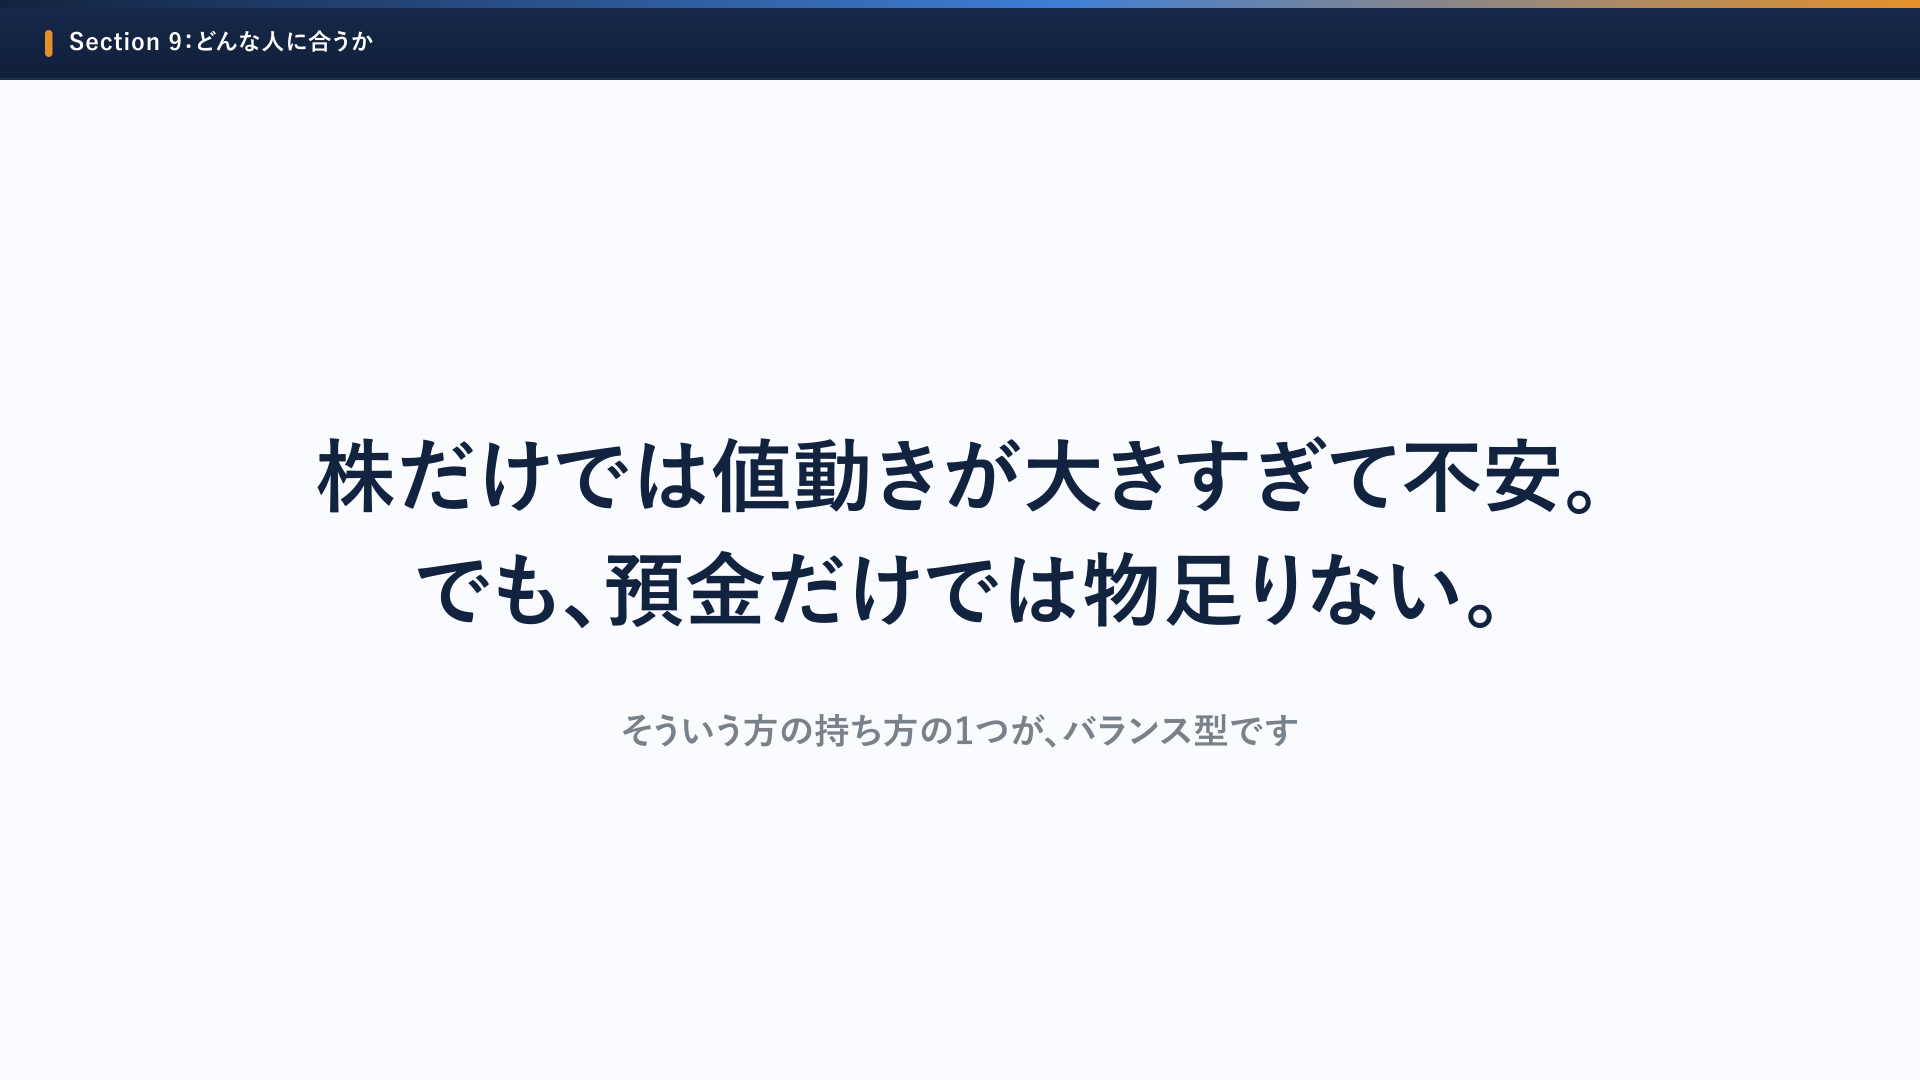 Section 9：どんな人に合うか
株だけでは値動きが大きすぎて不安。
でも、預金だけでは物足りない。
そういう方の持ち方の1つが、バランス型です